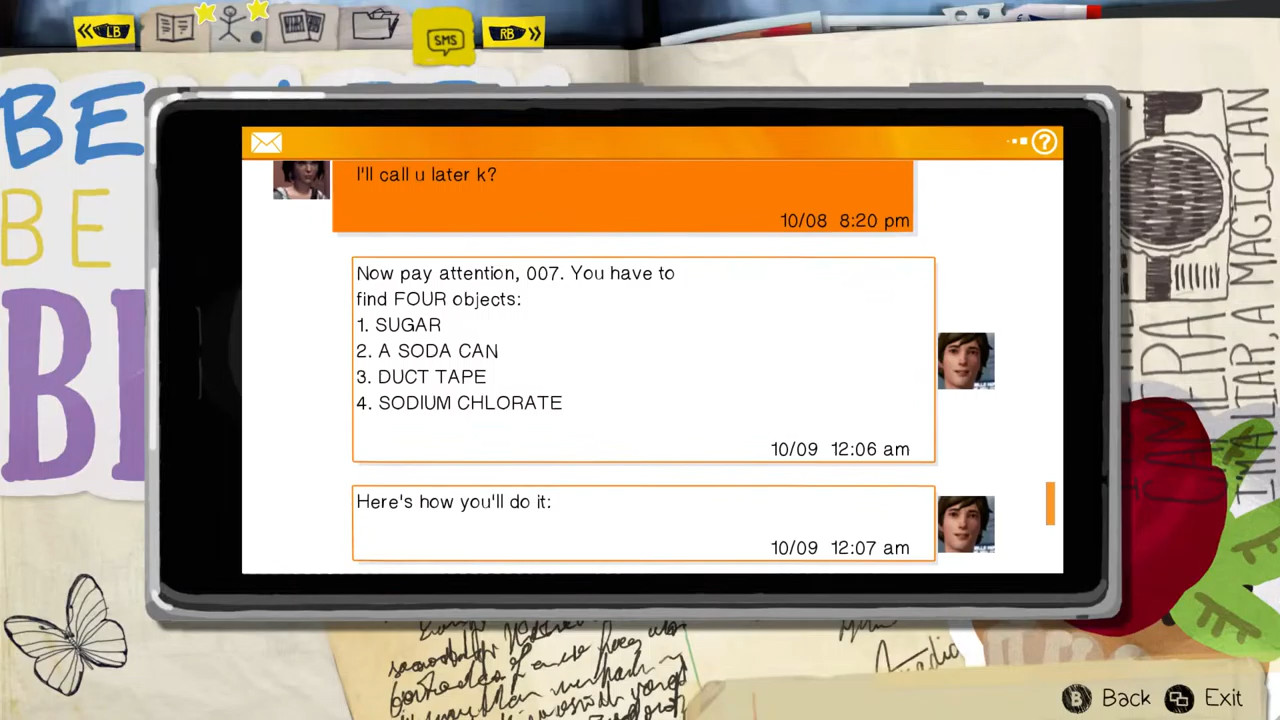 LB
SMS
RB
I'll call u later k?
10/08 8:20 pm
Now pay attention, 007. You have to
find FOUR objects:
1. SUGAR
2. A SODA CAN
3. DUCT TAPE
4. SODIUM CHLORATE
10/09 12:06 am
Here's how you'll do it:
10/09 12:07 am
BE
BE
I'M A LIAR, A MAGICIAN
B Back
Exit